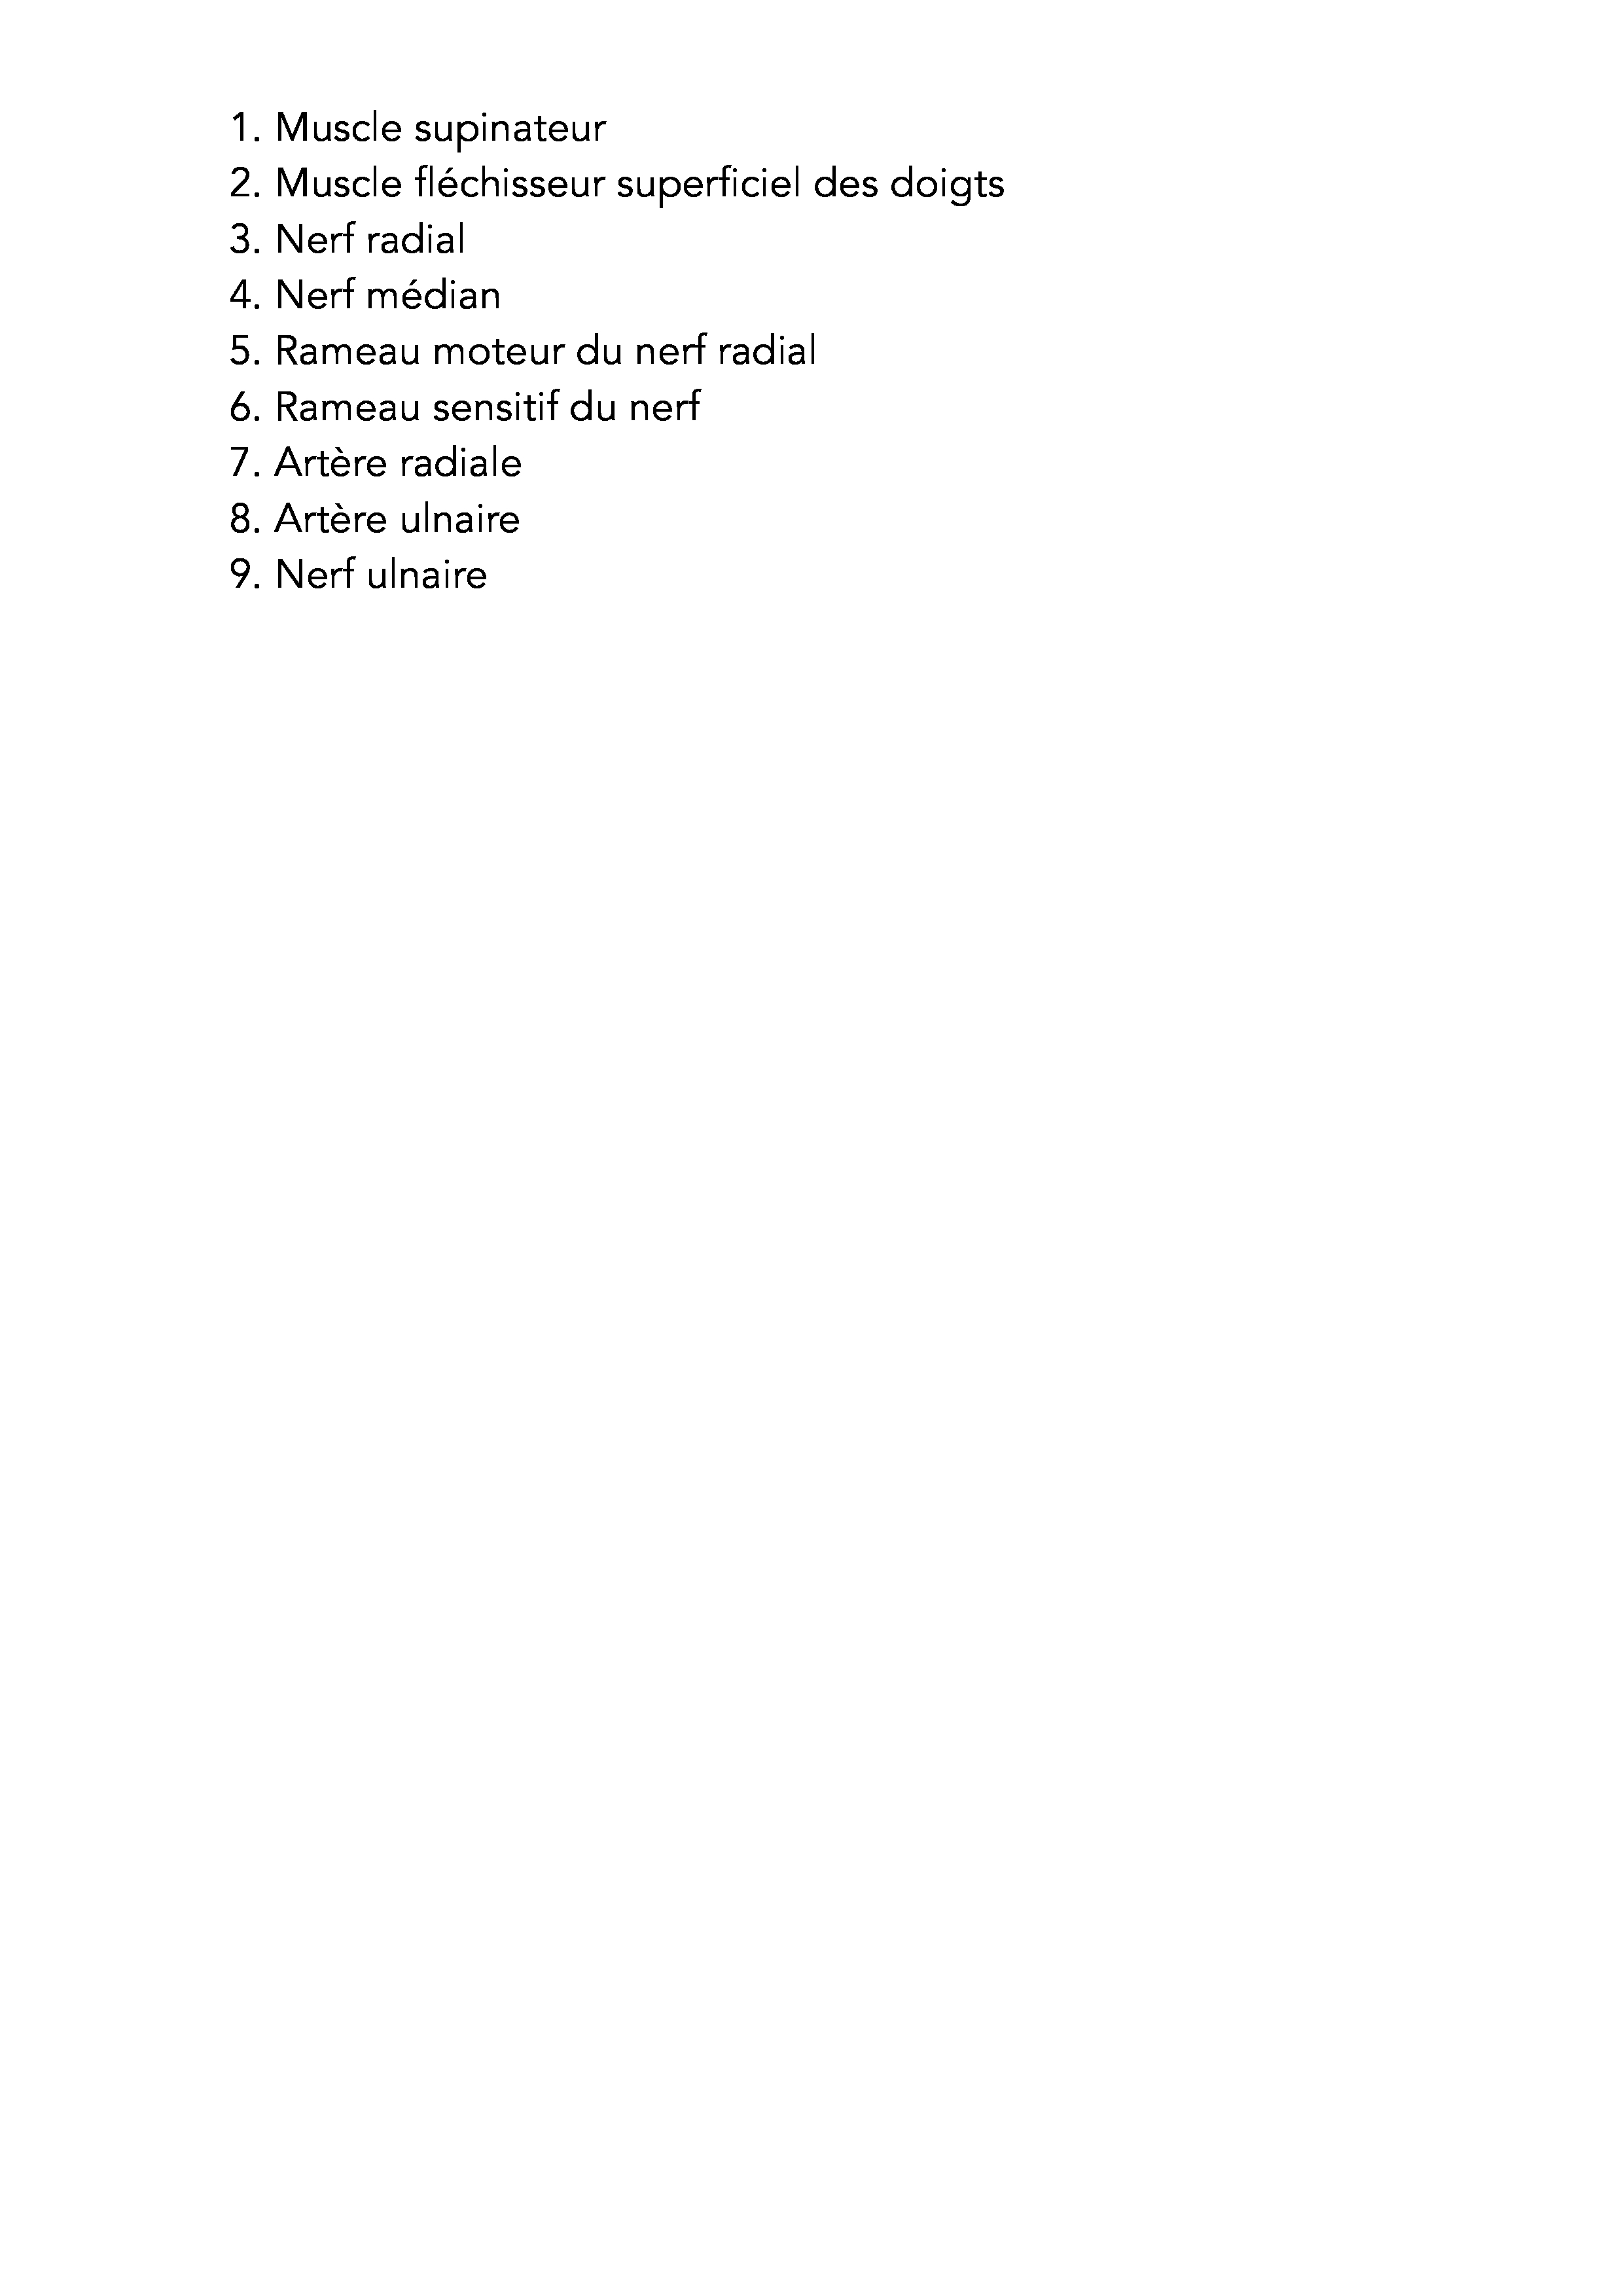 1. Muscle supinateur
2. Muscle fléchisseur superficiel des doigts
3. Nerf radial
4. Nerf médian
5. Rameau moteur du nerf radial
6. Rameau sensitif du nerf
7. Artère radiale
8. Artère ulnaire
9. Nerf ulnaire